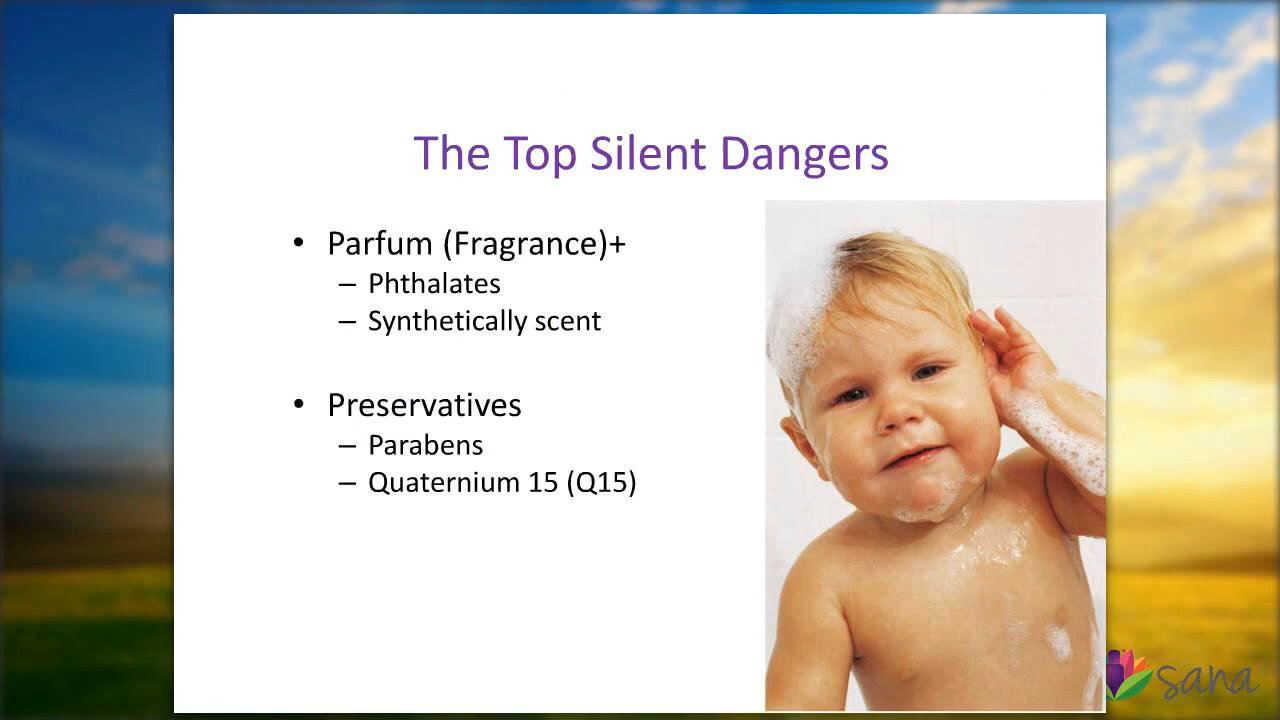 The Top Silent Dangers
• Parfum (Fragrance)+
– Phthalates
– Synthetically scent
• Preservatives
– Parabens
– Quaternium 15 (Q15)
sana